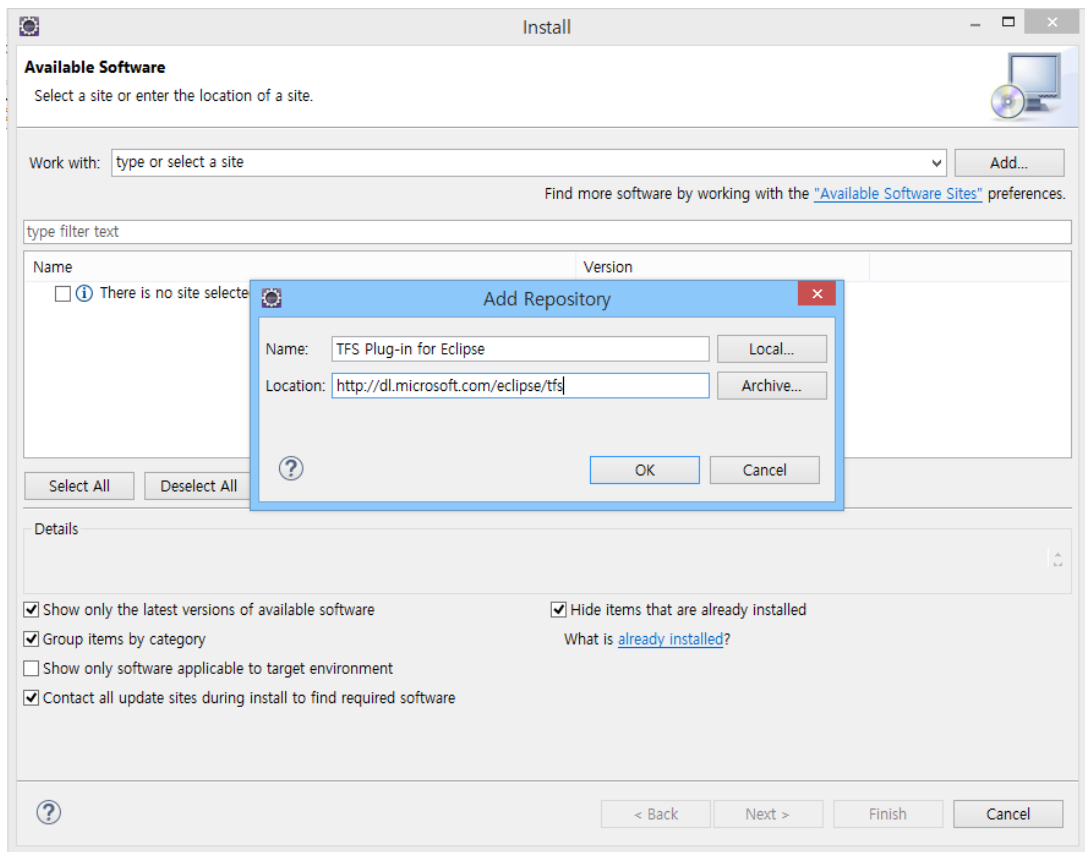 Install
Available Software
Select a site or enter the location of a site.
Work with: type or select a site Add...
Find more software by working with the "Available Software Sites" preferences.
type filter text
Name Version
There is no site selecte
Add Repository
Name: TFS Plug-in for Eclipse Local...
Location: http://dl.microsoft.com/eclipse/tfs Archive...
OK Cancel
Select All Deselect All
Details
Show only the latest versions of available software Hide items that are already installed
Group items by category What is already installed?
Show only software applicable to target environment
Contact all update sites during install to find required software
< Back Next > Finish Cancel